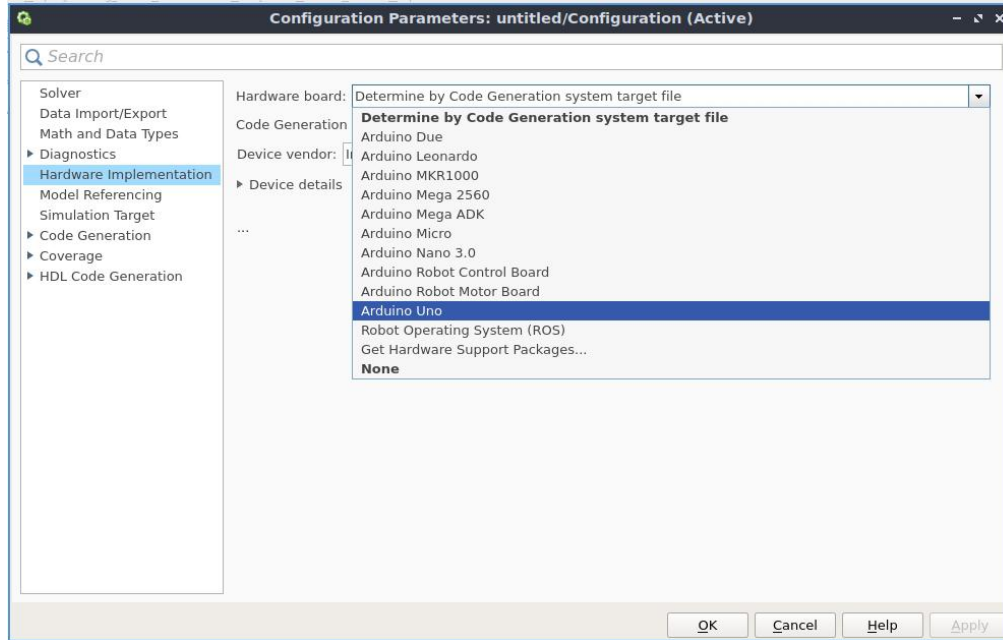 Configuration Parameters: untitled/Configuration (Active)
Search
Solver
Data Import/Export
Math and Data Types
Diagnostics
Hardware Implementation
Model Referencing
Simulation Target
Code Generation
Coverage
HDL Code Generation
Hardware board: Determine by Code Generation system target file
Code Generation
Device vendor:
Device details
...
Determine by Code Generation system target file
Arduino Due
Arduino Leonardo
Arduino MKR1000
Arduino Mega 2560
Arduino Mega ADK
Arduino Micro
Arduino Nano 3.0
Arduino Robot Control Board
Arduino Robot Motor Board
Arduino Uno
Robot Operating System (ROS)
Get Hardware Support Packages...
None
OK Cancel Help Apply